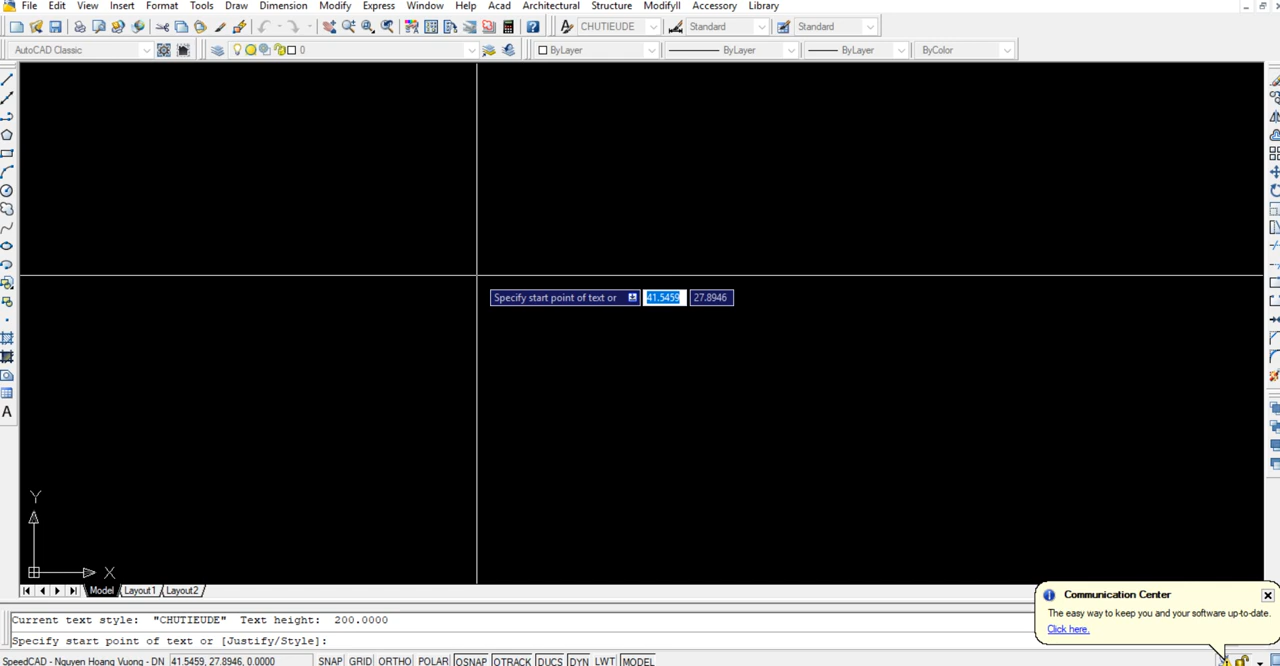 File Edit View Insert Format Tools Draw Dimension Modify Express Window Help Acad Architectural Structure ModifyII Accessory Library
CHUTIEUDE Standard Standard
AutoCAD Classic 0 ByLayer ByLayer ByLayer ByColor
Specify start point of text or 41.5459 27.8946
A
Y
X
Model Layout1 Layout2
Communication Center
The easy way to keep you and your software up-to-date.
Click here.
Current text style: "CHUTIEUDE" Text height: 200.0000
Specify start point of text or [Justify/Style]:
SpeedCAD - Nguyen Hoang Vuong - DN 41.5459, 27.8946, 0.0000 SNAP GRID ORTHO POLAR OSNAP OTRACK DUCS DYN LWT MODEL